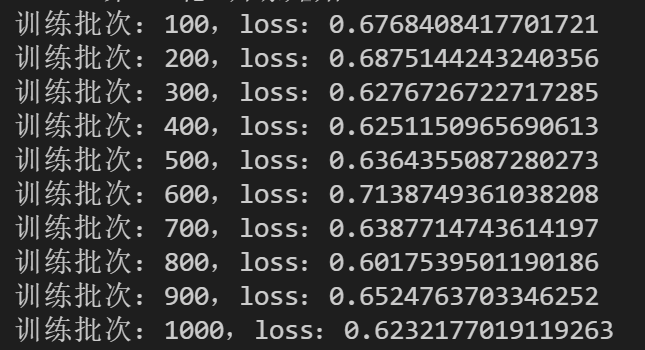 训练批次：100，loss：0.6768408417701721
训练批次：200，loss：0.6875144243240356
训练批次：300，loss：0.6276726722717285
训练批次：400，loss：0.6251150965690613
训练批次：500，loss：0.6364355087280273
训练批次：600，loss：0.7138749361038208
训练批次：700，loss：0.6387714743614197
训练批次：800，loss：0.6017539501190186
训练批次：900，loss：0.6524763703346252
训练批次：1000，loss：0.6232177019119263